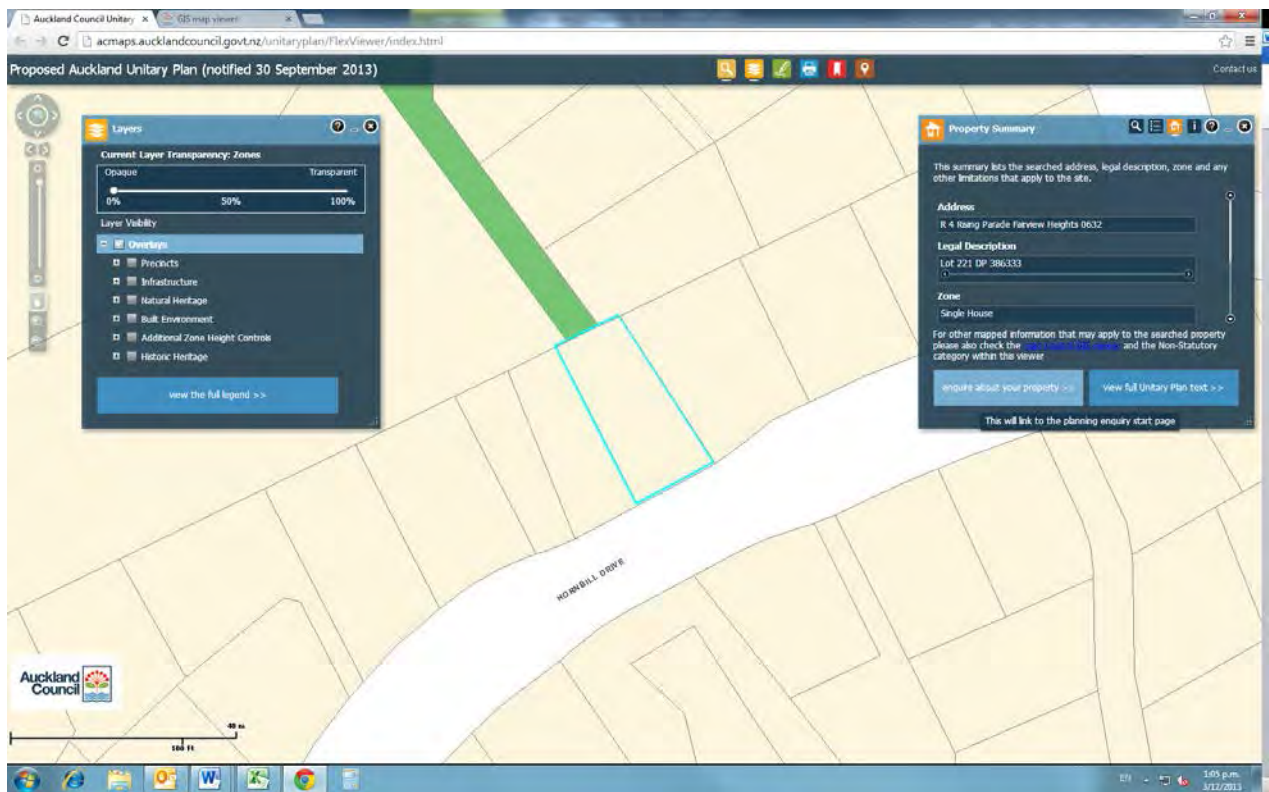 Auckland Council Unitary
GIS map viewer
acmaps.aucklandcouncil.govt.nz/unitaryplan/FlexViewer/index.html
Proposed Auckland Unitary Plan (notified 30 September 2013)
Contact us
Layers
Current Layer Transparency: Zones
Opaque Transparent
0% 50% 100%
Layer Visibility
Overlays
Precincts
Infrastructure
Natural Heritage
Built Environment
Additional Zone Height Controls
Historic Heritage
view the full legend >>
Property Summary
This summary lists the searched address, legal description, zone and any
other limitations that apply to the site.
Address
R 4 Rising Parade Fairview Heights 0632
Legal Description
Lot 221 DP 386333
Zone
Single House
For other mapped information that may apply to the searched property
please also check the and the Non-Statutory
category within this viewer
enquire about your property >>
view full Unitary Plan text >>
This will link to the planning enquiry start page
HORNBILL DRIVE
Auckland
Council
40 m
100 ft
EN
1:05 p.m.
3/12/2013